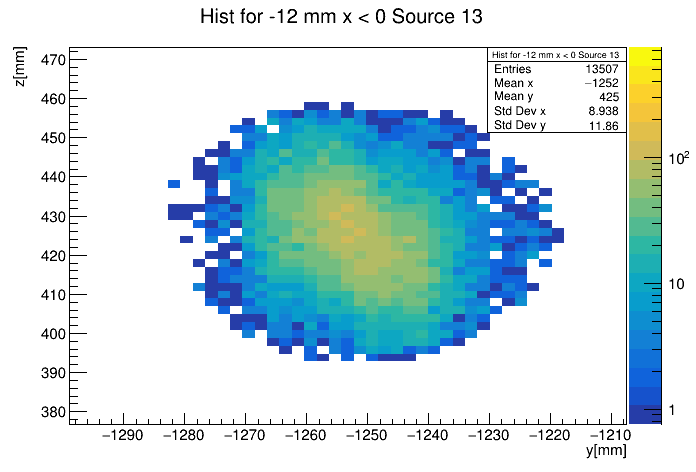 Hist for -12 mm x < 0 Source 13
z[mm]
Hist for -12 mm x < 0 Source 13
Entries 13507
Mean x −1252
Mean y 425
Std Dev x 8.938
Std Dev y 11.86
470
460
450
440
430
420
410
400
390
380
10²
10
1
−1290 −1280 −1270 −1260 −1250 −1240 −1230 −1220 −1210
y[mm]